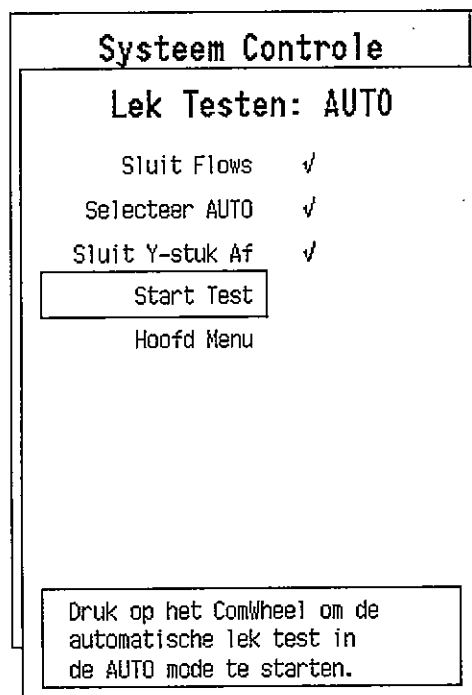 Systeem Controle
Lek Testen: AUTO
Sluit Flows √
Selecteer AUTO √
Sluit Y-stuk Af √
Start Test
Hoofd Menu
Druk op het ComWheel om de
automatische lek test in
de AUTO mode te starten.